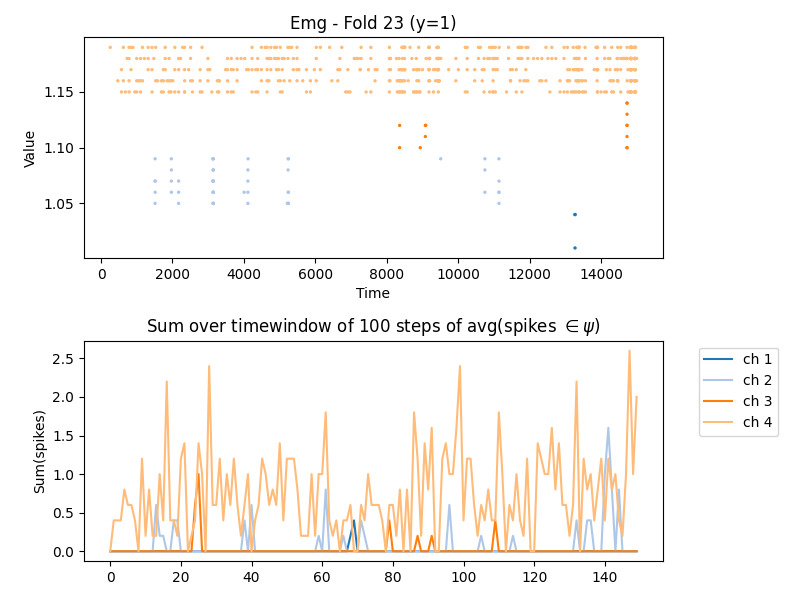 Emg - Fold 23 (y=1)
Value
1.15
1.10
1.05
0 2000 4000 6000 8000 10000 12000 14000
Time
Sum over timewindow of 100 steps of avg(spikes ∈ ψ)
Sum(spikes)
2.5
2.0
1.5
1.0
0.5
0.0
0 20 40 60 80 100 120 140
ch 1
ch 2
ch 3
ch 4